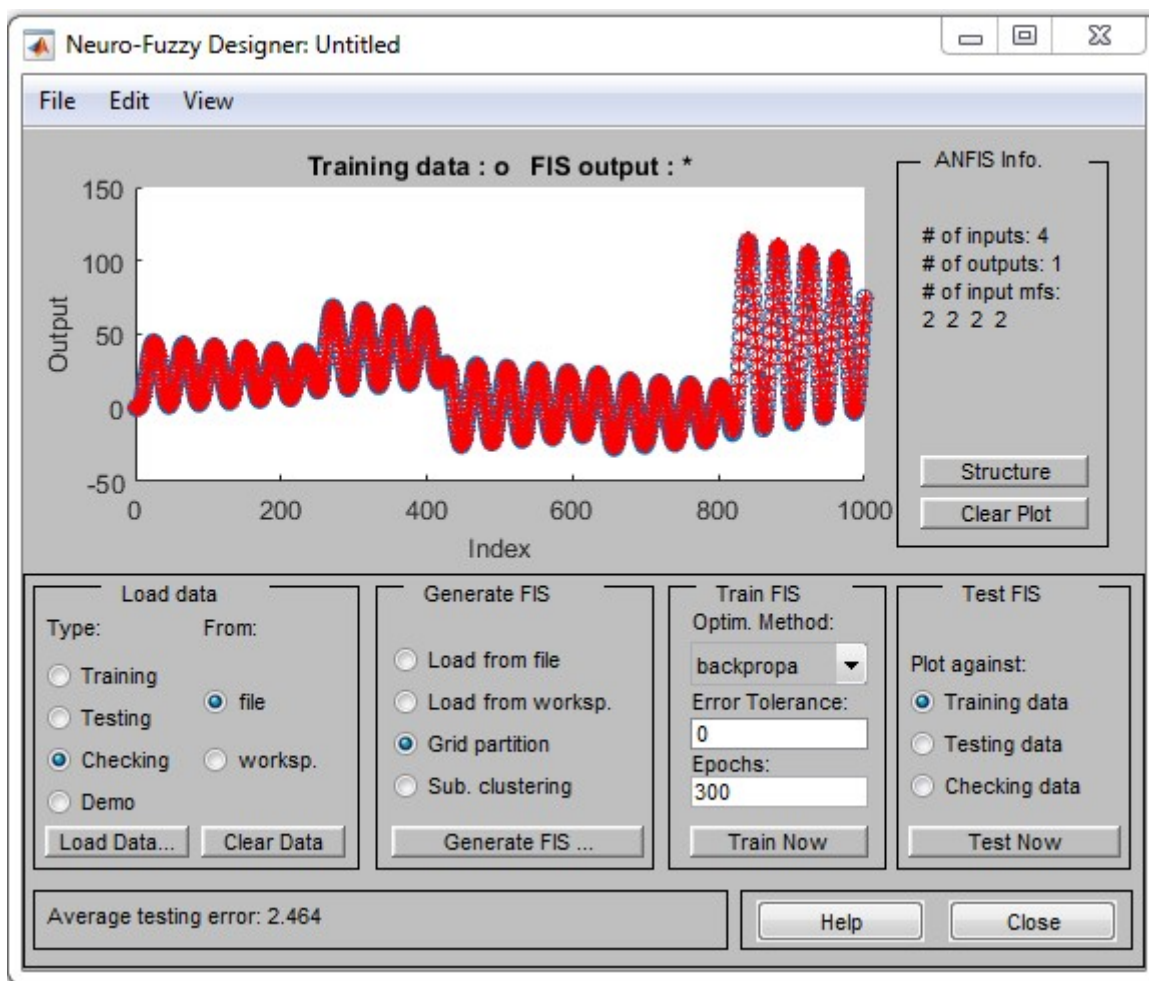 Neuro-Fuzzy Designer: Untitled
File Edit View
Training data : o FIS output : *
150
100
50
0
-50
Output
0 200 400 600 800 1000
Index
ANFIS Info.
# of inputs: 4
# of outputs: 1
# of input mfs:
2 2 2 2
Structure
Clear Plot
Load data
Type: From:
Training
Testing
Checking
Demo
file
worksp.
Load Data... Clear Data
Generate FIS
Load from file
Load from worksp.
Grid partition
Sub. clustering
Generate FIS ...
Train FIS
Optim. Method:
backpropa
Error Tolerance:
0
Epochs:
300
Train Now
Test FIS
Plot against:
Training data
Testing data
Checking data
Test Now
Average testing error: 2.464
Help Close